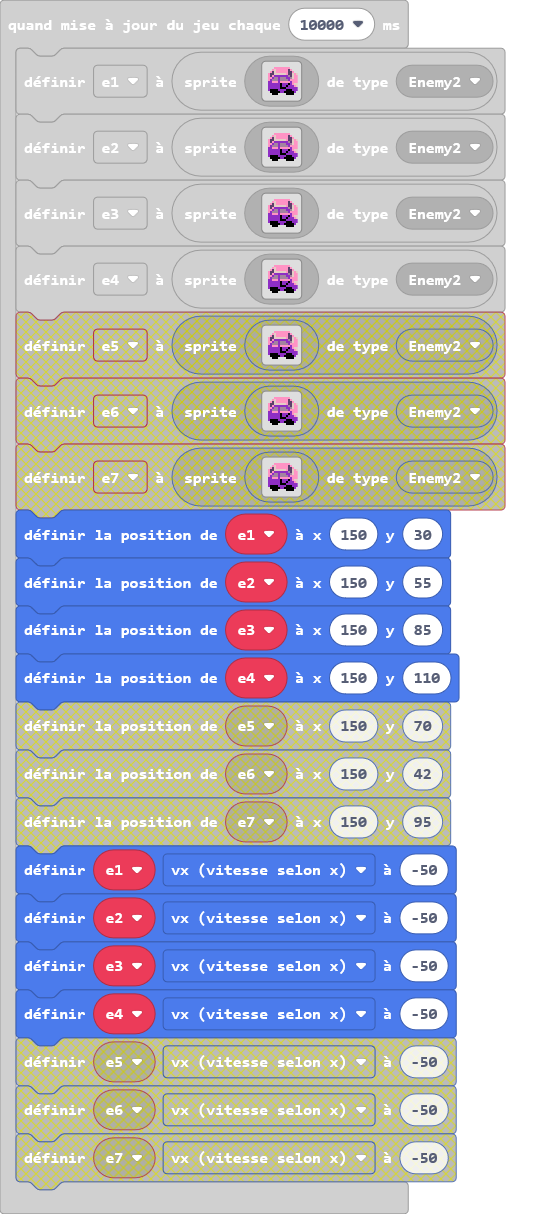 quand mise à jour du jeu chaque 10000 ms
définir e1 à sprite de type Enemy2
définir e2 à sprite de type Enemy2
définir e3 à sprite de type Enemy2
définir e4 à sprite de type Enemy2
définir e5 à sprite de type Enemy2
définir e6 à sprite de type Enemy2
définir e7 à sprite de type Enemy2
définir la position de e1 à x 150 y 30
définir la position de e2 à x 150 y 55
définir la position de e3 à x 150 y 85
définir la position de e4 à x 150 y 110
définir la position de e5 à x 150 y 70
définir la position de e6 à x 150 y 42
définir la position de e7 à x 150 y 95
définir e1 vx (vitesse selon x) à -50
définir e2 vx (vitesse selon x) à -50
définir e3 vx (vitesse selon x) à -50
définir e4 vx (vitesse selon x) à -50
définir e5 vx (vitesse selon x) à -50
définir e6 vx (vitesse selon x) à -50
définir e7 vx (vitesse selon x) à -50